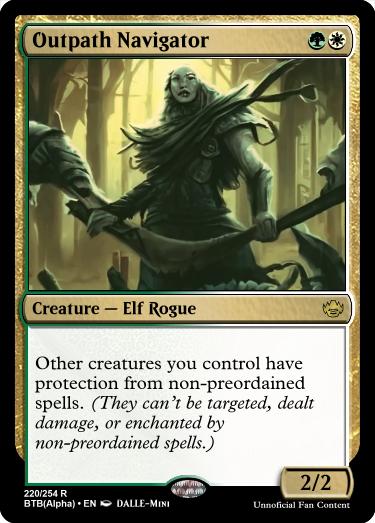 Outpath Navigator
Creature — Elf Rogue
Other creatures you control have
protection from non-preordained
spells. (They can't be targeted, dealt
damage, or enchanted by
non-preordained spells.)
2/2
220/254 R
BTB(Alpha) • EN DALLE-Mini
Unnoficial Fan Content